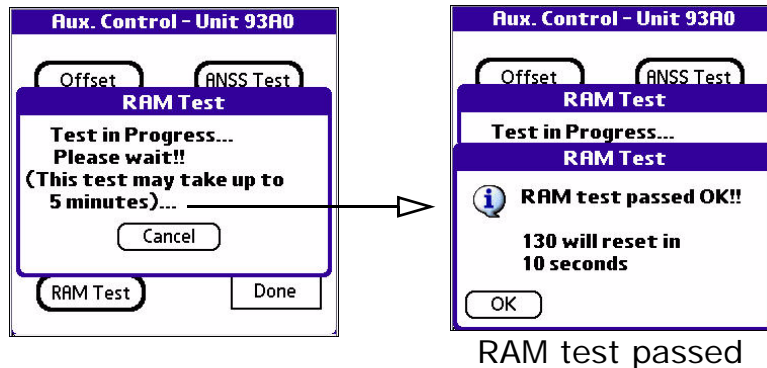 Aux. Control - Unit 93A0
Offset ANSS Test
RAM Test
Test in Progress...
Please wait!!
(This test may take up to
5 minutes)...
Cancel
RAM Test Done
Aux. Control - Unit 93A0
Offset ANSS Test
RAM Test
Test in Progress...
RAM Test
RAM test passed OK!!
130 will reset in
10 seconds
OK
RAM test passed